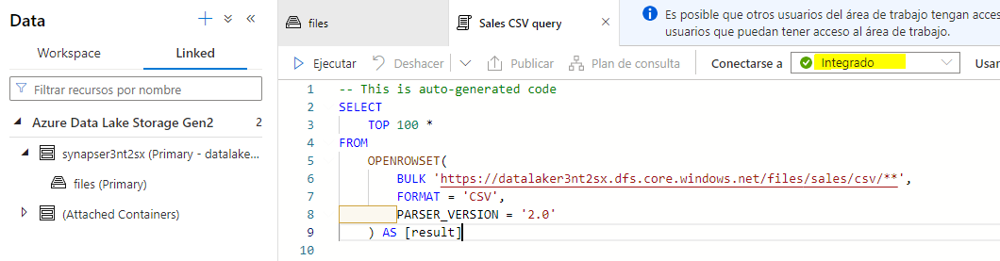 Data
Workspace
Linked
Filtrar recursos por nombre
Azure Data Lake Storage Gen2 2
synapser3nt2sx (Primary - datalake...
files (Primary)
(Attached Containers)
files
Sales CSV query
Es posible que otros usuarios del área de trabajo tengan acce
usuarios que puedan tener acceso al área de trabajo.
Ejecutar Deshacer Publicar Plan de consulta Conectarse a Integrado Usar
1 -- This is auto-generated code
2 SELECT
3 TOP 100 *
4 FROM
5 OPENROWSET(
6 BULK 'https://datalaker3nt2sx.dfs.core.windows.net/files/sales/csv/**',
7 FORMAT = 'CSV',
8 PARSER_VERSION = '2.0'
9 ) AS [result]
10